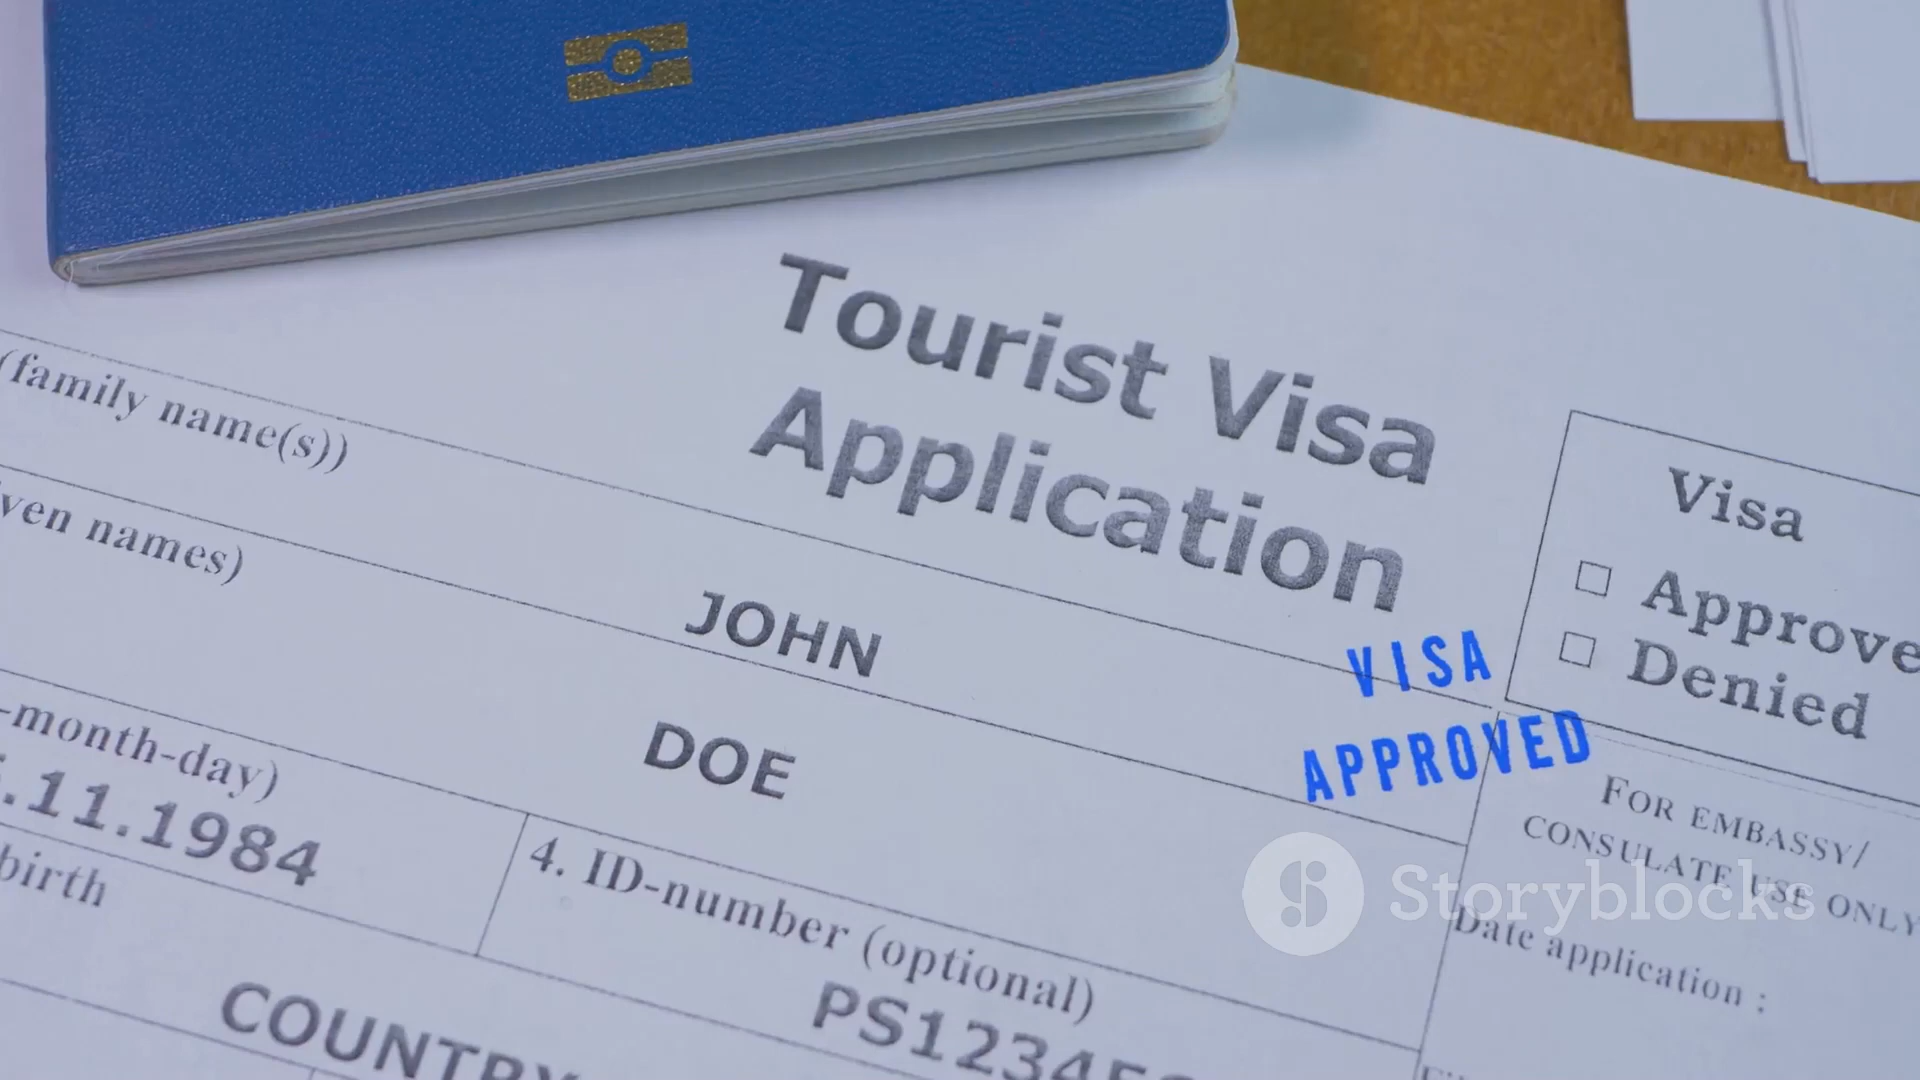 Tourist Visa
Application
(family name(s))
ven names)
JOHN
DOE
-month-day)
.11.1984
birth
4. ID-number (optional)
PS1234
COUNTRY
VISA
APPROVED
Visa
□ Approve
□ Denied
FOR EMBASSY/
CONSULATE USE ONLY
Date application :
Storyblocks